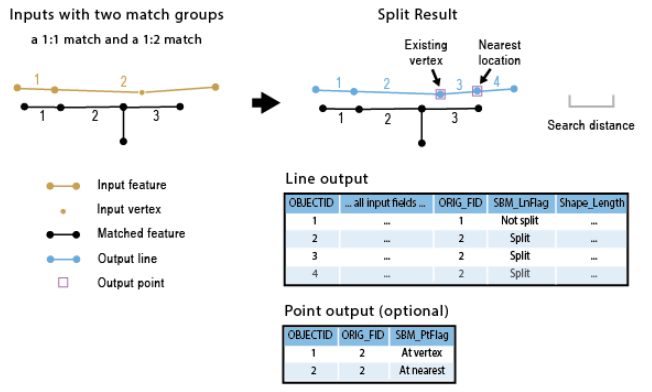 Inputs with two match groups
a 1:1 match and a 1:2 match
1 2
1 2 3
Split Result
Existing vertex
Nearest location
1 2 3 4
1 2 3
Search distance
Input feature
Input vertex
Matched feature
Output line
Output point
Line output
OBJECTID ... all input fields ... ORIG_FID SBM_LnFlag Shape_Length
1 ... 1 Not split ...
2 ... 2 Split ...
3 ... 2 Split ...
4 ... 2 Split ...
Point output (optional)
OBJECTID ORIG_FID SBM_PtFlag
1 2 At vertex
2 2 At nearest